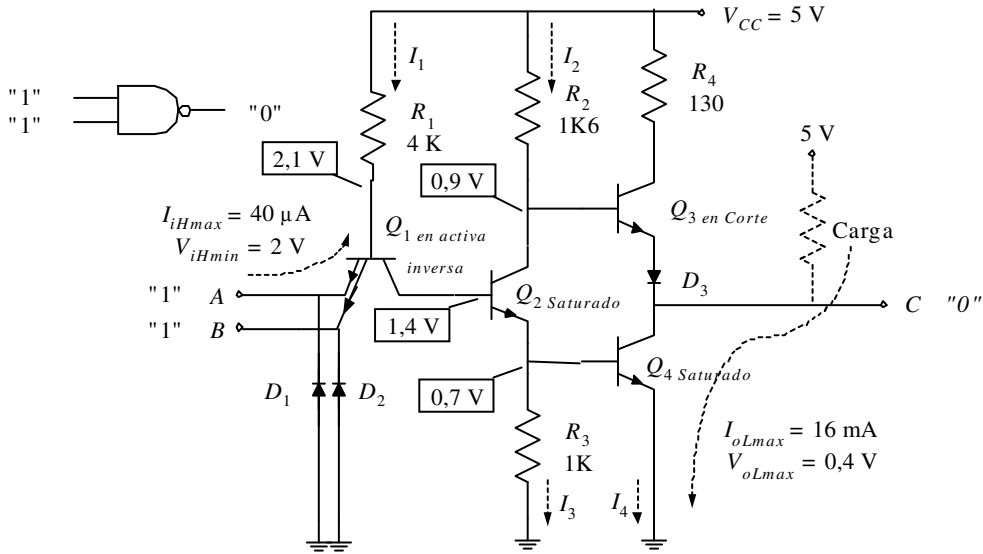 V_CC = 5 V
I_1
I_2
R_4
130
"1"
"1"
"0"
R_1
4 K
R_2
1K6
5 V
2,1 V
0,9 V
I_iHmax = 40 µA
V_iHmin = 2 V
Q_1 en activa
inversa
Q_3 en Corte
Carga
"1" A
"1" B
Q_2 Saturado
D_3
C "0"
1,4 V
D_1
D_2
0,7 V
Q_4 Saturado
R_3
1K
I_oLmax = 16 mA
V_oLmax = 0,4 V
I_3
I_4